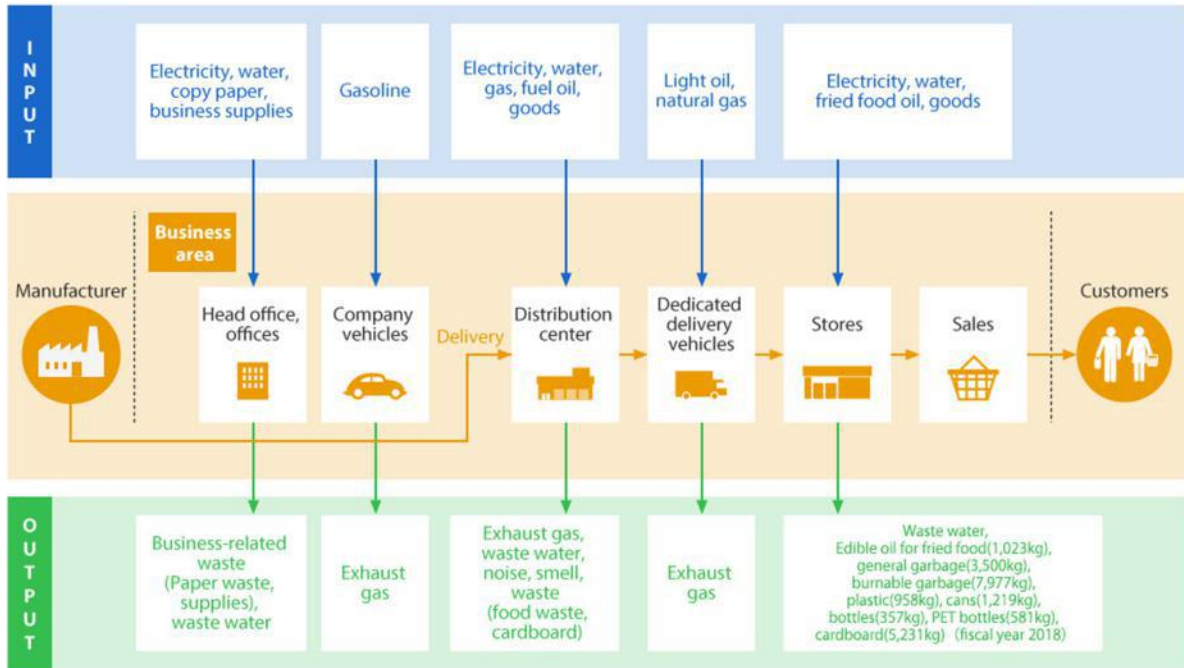 INPUT
Electricity, water,
copy paper,
business supplies
Gasoline
Electricity, water,
gas, fuel oil,
goods
Light oil,
natural gas
Electricity, water,
fried food oil, goods
Business
area
Manufacturer
Head office,
offices
Company
vehicles
Delivery
Distribution
center
Dedicated
delivery
vehicles
Stores
Sales
Customers
OUTPUT
Business-related
waste
(Paper waste,
supplies),
waste water
Exhaust
gas
Exhaust gas,
waste water,
noise, smell,
waste
(food waste,
cardboard)
Exhaust
gas
Waste water,
Edible oil for fried food(1,023kg),
general garbage(3,500kg),
burnable garbage(7,977kg)
plastic(958kg), cans(1,219kg),
bottles(357kg), PET bottles(581kg),
cardboard(5,231kg) (fiscal year 2018)